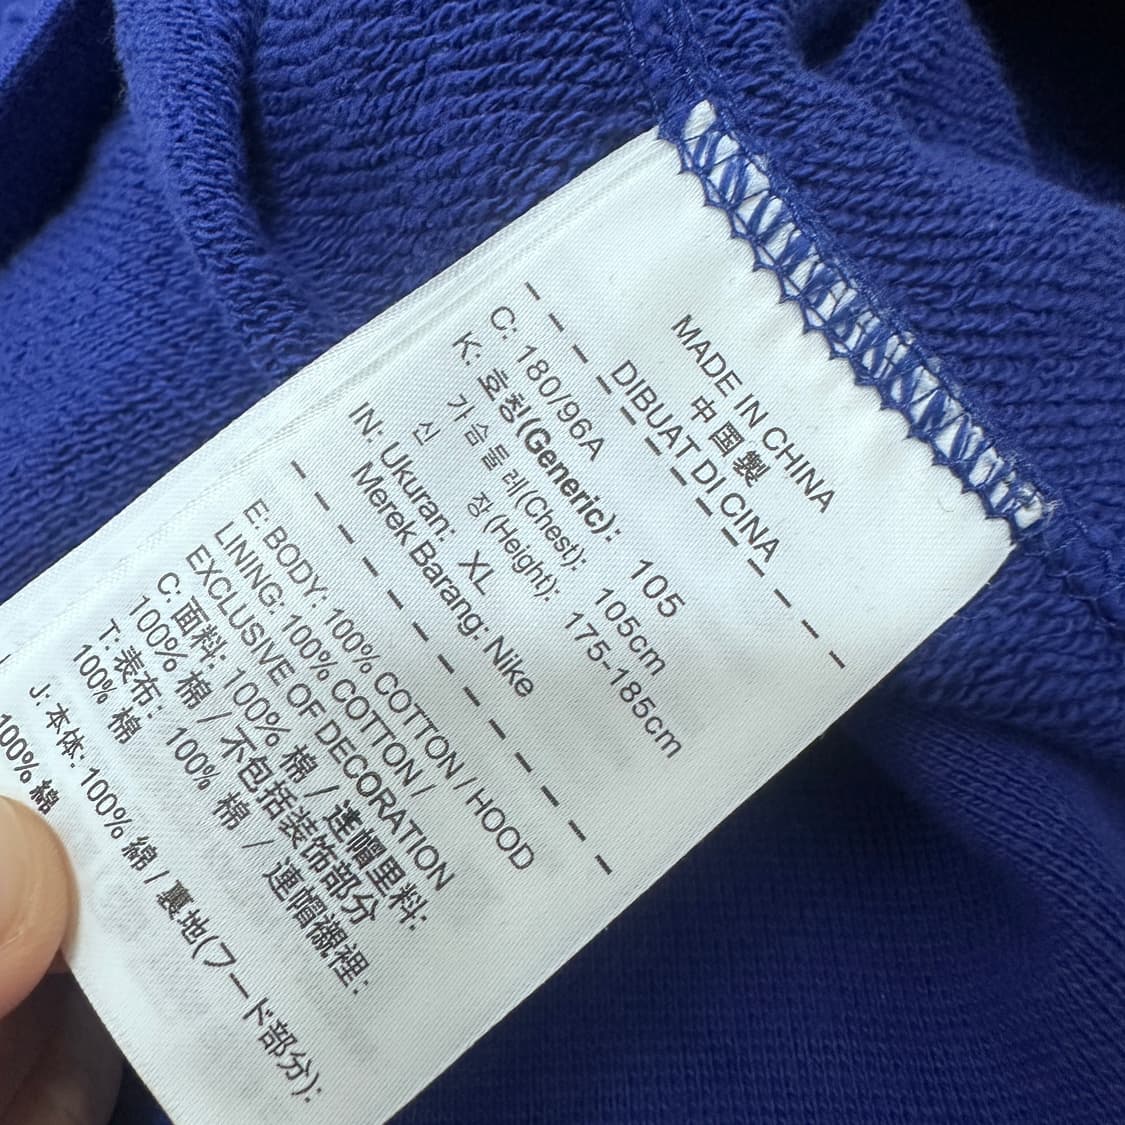 MADE IN CHINA
中国製
DIBUAT DI CINA
C: 180/96A
K: 호칭(Generic): 105
가슴둘레(Chest): 105cm
신 장(Height): 175-185cm
IN: Ukuran: XL
Merek Barang: Nike
E: BODY: 100% COTTON / HOOD
LINING: 100% COTTON /
EXCLUSIVE OF DECORATION
C: 面料: 100% 棉 / 连帽里料:
100% 棉 / 不包括装饰部分
T: 表布: 100% 棉 / 連帽襯裡:
100% 棉
J: 本体: 100% 綿 / 裏地(フード部分):
100% 綿